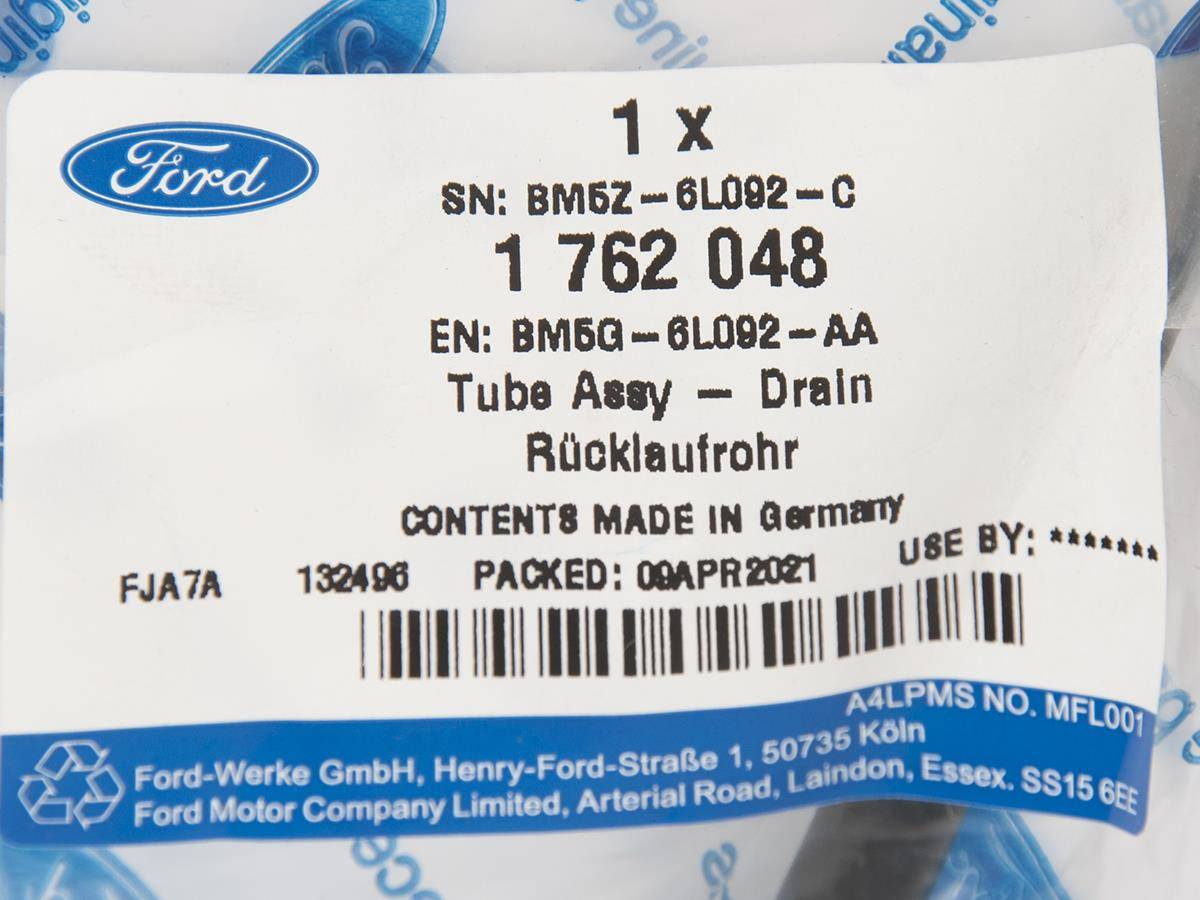 Ford
1 x
SN: BM5Z-6L092-C
1 762 048
EN: BM5G-6L092-AA
Tube Assy - Drain
Rücklaufrohr
CONTENTS MADE IN Germany
FJA7A 132496 PACKED: 09APR2021 USE BY: *******
A4LPMS NO. MFL001
Ford-Werke GmbH, Henry-Ford-Straße 1, 50735 Köln
Ford Motor Company Limited, Arterial Road, Laindon, Essex. SS15 6EE